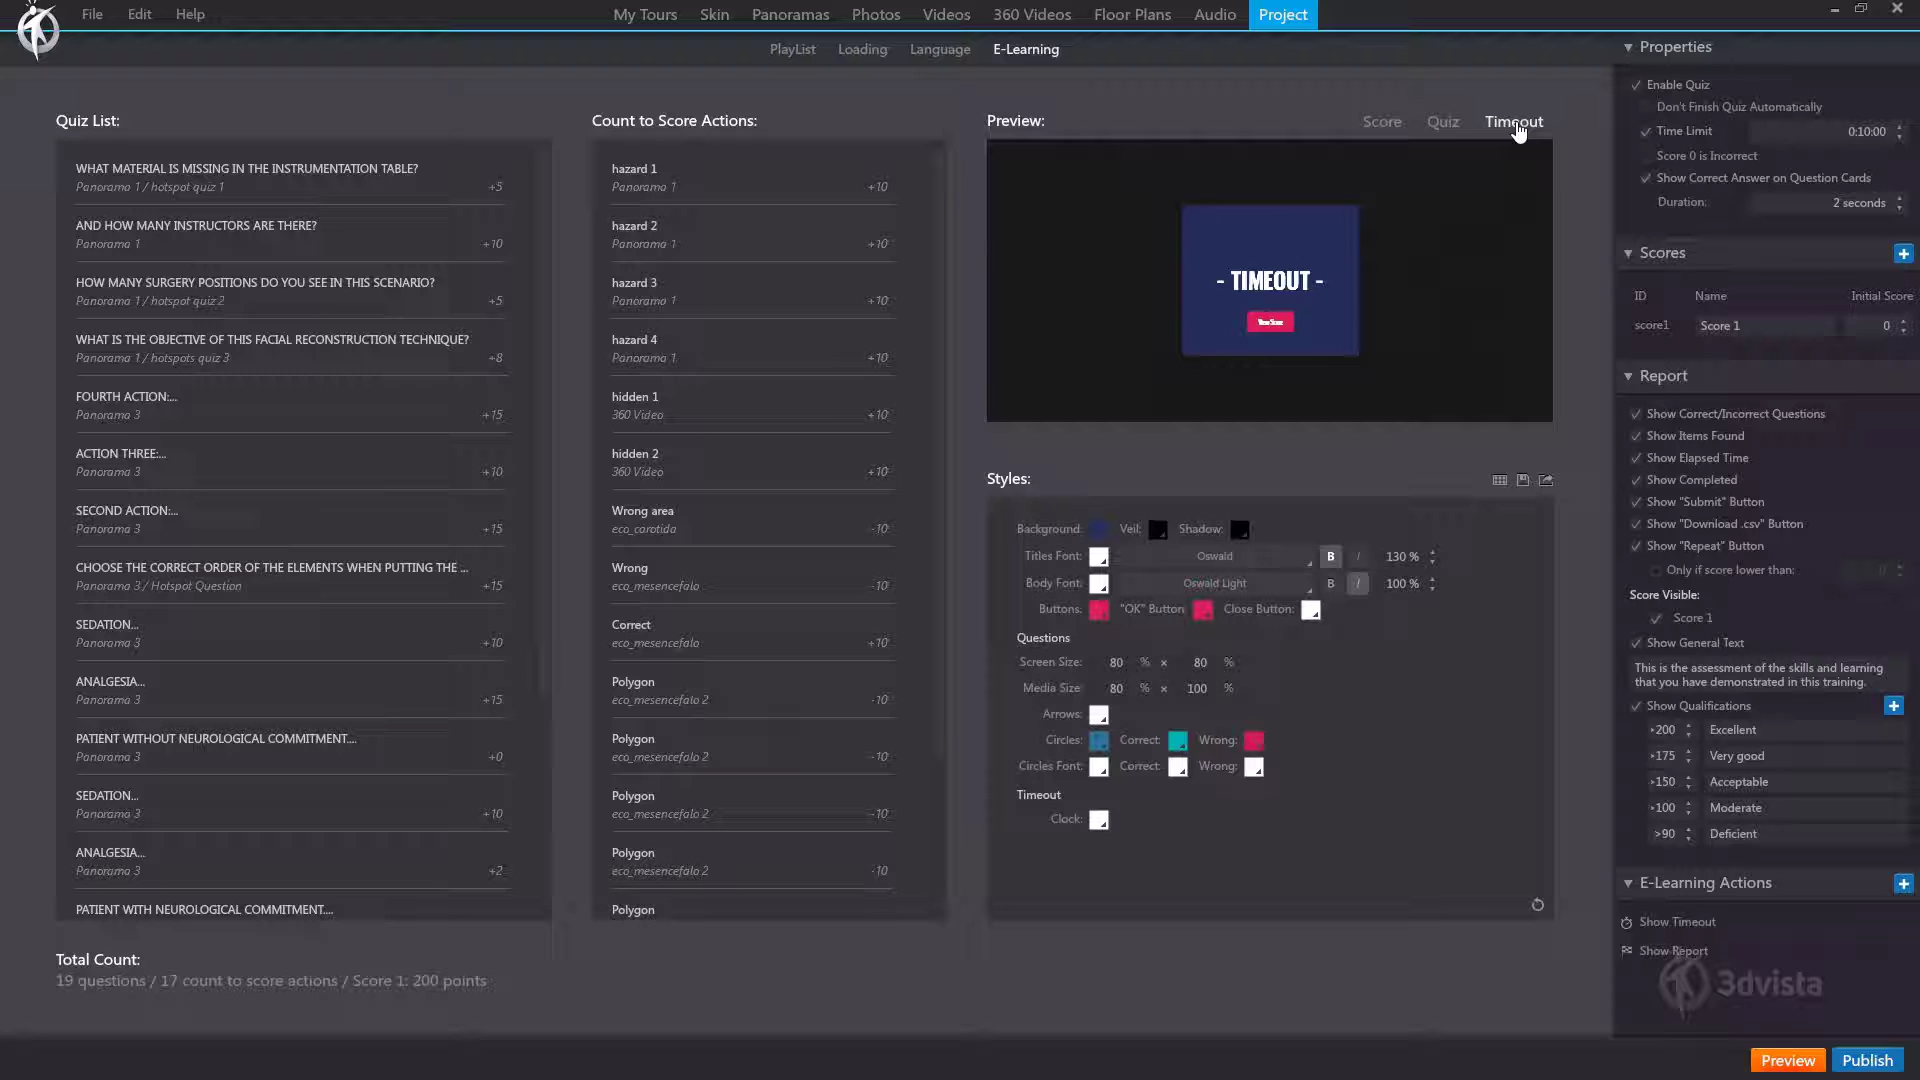 File Edit Help
My Tours Skin Panoramas Photos Videos 360 Videos Floor Plans Audio Project
PlayList Loading Language E-Learning
Quiz List:
WHAT MATERIAL IS MISSING IN THE INSTRUMENTATION TABLE?
Panorama 1 / hotspot quiz 1 +5
AND HOW MANY INSTRUCTORS ARE THERE?
Panorama 1 +10
HOW MANY SURGERY POSITIONS DO YOU SEE IN THIS SCENARIO?
Panorama 1 / hotspot quiz 2 +5
WHAT IS THE OBJECTIVE OF THIS FACIAL RECONSTRUCTION TECHNIQUE?
Panorama 1 / hotspots quiz 3 +8
FOURTH ACTION:...
Panorama 3 +15
ACTION THREE:...
Panorama 3 +10
SECOND ACTION:...
Panorama 3 +15
CHOOSE THE CORRECT ORDER OF THE ELEMENTS WHEN PUTTING THE ...
Panorama 3 / Hotspot Question +15
SEDATION...
Panorama 3 +10
ANALGESIA...
Panorama 3 +15
PATIENT WITHOUT NEUROLOGICAL COMMITMENT....
Panorama 3 +0
SEDATION...
Panorama 3 +10
ANALGESIA...
Panorama 3 +2
PATIENT WITH NEUROLOGICAL COMMITMENT....
Total Count:
19 questions / 17 count to score actions / Score 1: 200 points
Count to Score Actions:
hazard 1
Panorama 1 +10
hazard 2
Panorama 1 +10
hazard 3
Panorama 1 +10
hazard 4
Panorama 1 +10
hidden 1
360 Video +10
hidden 2
360 Video +10
Wrong area
eco_carotida -10
Wrong
eco_mesencefalo -10
Correct
eco_mesencefalo +10
Polygon
eco_mesencefalo 2 -10
Polygon
eco_mesencefalo 2 -10
Polygon
eco_mesencefalo 2 -10
Polygon
eco_mesencefalo 2 -10
Polygon
Preview: Score Quiz Timeout
- TIMEOUT -
Styles:
Background: Veil: Shadow:
Titles Font: Oswald B I 130 %
Body Font: Oswald Light B I 100 %
Buttons: "OK" Button Close Button:
Questions
Screen Size: 80 % × 80 %
Media Size: 80 % × 100 %
Arrows:
Circles: Correct: Wrong:
Circles Font: Correct: Wrong:
Timeout
Clock:
Properties
Enable Quiz
Don't Finish Quiz Automatically
Time Limit 0:10:00
Score 0 is Incorrect
Show Correct Answer on Question Cards
Duration: 2 seconds
Scores
ID Name Initial Score
score1 Score 1 0
Report
Show Correct/Incorrect Questions
Show Items Found
Show Elapsed Time
Show Completed
Show "Submit" Button
Show "Download .csv" Button
Show "Repeat" Button
Only if score lower than: 0
Score Visible:
Score 1
Show General Text
This is the assessment of the skills and learning
that you have demonstrated in this training.
Show Qualifications
>200 Excellent
>175 Very good
>150 Acceptable
>100 Moderate
>90 Deficient
E-Learning Actions
Show Timeout
Show Report
3dvista
Preview Publish